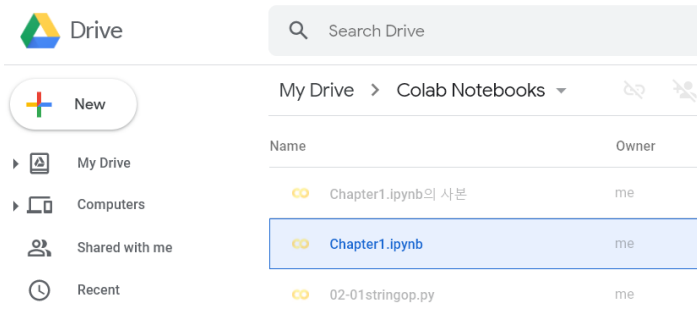 Drive
Search Drive
New
My Drive > Colab Notebooks
Name Owner
My Drive
Chapter1.ipynb의 사본 me
Computers
Chapter1.ipynb me
Shared with me
Recent
02-01stringop.py me